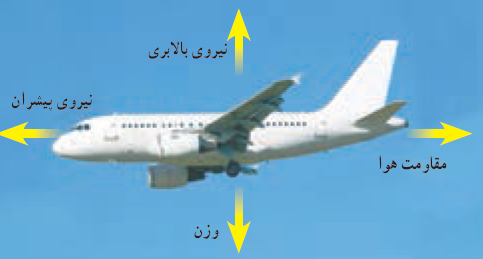 نیروی بالابری
نیروی پیشران
مقاومت هوا
وزن